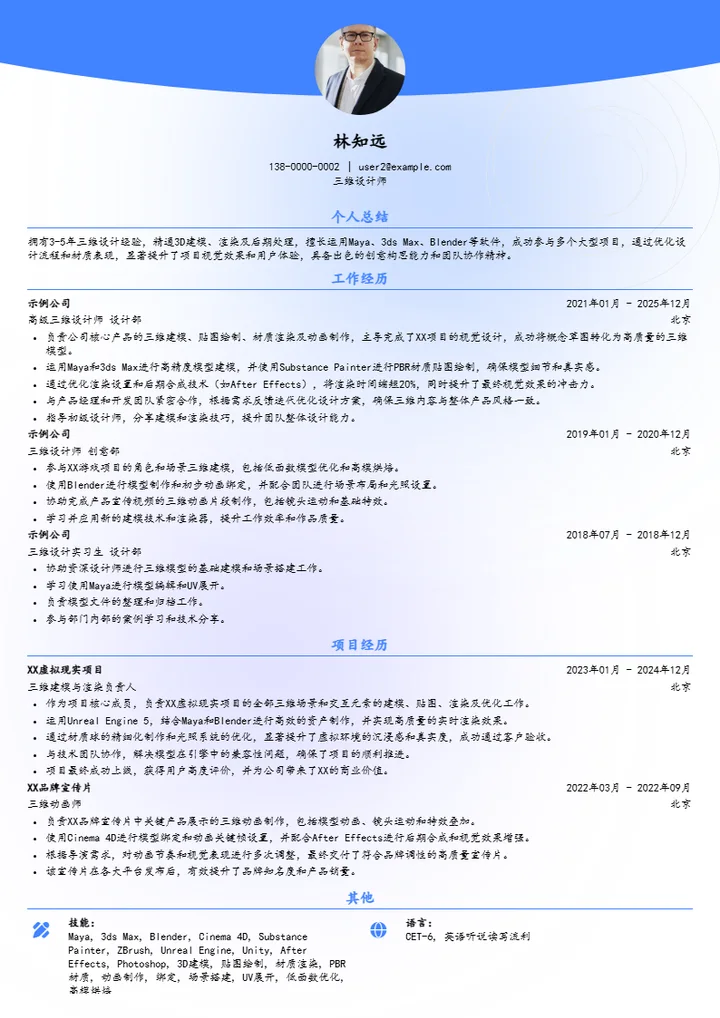 林知远
138-0000-0002 | user2@example.com
三维设计师
个人总结
拥有3-5年三维设计经验，精通3D建模、渲染及后期处理，擅长运用Maya、3ds Max、Blender等软件，成功参与多个大型项目，通过优化设
计流程和材质表现，显著提升了项目视觉效果和用户体验，具备出色的创意构思能力和团队协作精神。
工作经历
示例公司 2021年01月 - 2025年12月
高级三维设计师 设计部 北京
• 负责公司核心产品的三维建模、贴图绘制、材质渲染及动画制作，主导完成了XX项目的视觉设计，成功将概念草图转化为高质量的三维
模型。
• 运用Maya和3ds Max进行高精度模型建模，并使用Substance Painter进行PBR材质贴图绘制，确保模型细节和真实感。
• 通过优化渲染设置和后期合成技术（如After Effects），将渲染时间缩短20%，同时提升了最终视觉效果的冲击力。
• 与产品经理和开发团队紧密合作，根据需求反馈迭代优化设计方案，确保三维内容与整体产品风格一致。
• 指导初级设计师，分享建模和渲染技巧，提升团队整体设计能力。
示例公司 2019年01月 - 2020年12月
三维设计师 创意部 北京
• 参与XX游戏项目的角色和场景三维建模，包括低面数模型优化和高模烘焙。
• 使用Blender进行模型制作和初步动画绑定，并配合团队进行场景布局和光照设置。
• 协助完成产品宣传视频的三维动画片段制作，包括镜头运动和基础特效。
• 学习并应用新的建模技术和渲染器，提升工作效率和作品质量。
示例公司 2018年07月 - 2018年12月
三维设计实习生 设计部 北京
• 协助资深设计师进行三维模型的基础建模和场景搭建工作。
• 学习使用Maya进行模型编辑和UV展开。
• 负责模型文件的整理和归档工作。
• 参与部门内部的案例学习和技术分享。
项目经历
XX虚拟现实项目 2023年01月 - 2024年12月
三维建模与渲染负责人 北京
• 作为项目核心成员，负责XX虚拟现实项目的全部三维场景和交互元素的建模、贴图、渲染及优化工作。
• 运用Unreal Engine 5，结合Maya和Blender进行高效的资产制作，并实现高质量的实时渲染效果。
• 通过材质球的精细化制作和光照系统的优化，显著提升了虚拟环境的沉浸感和真实度，成功通过客户验收。
• 与技术团队协作，解决模型在引擎中的兼容性问题，确保了项目的顺利推进。
• 项目最终成功上线，获得用户高度评价，并为公司带来了XX的商业价值。
XX品牌宣传片 2022年03月 - 2022年09月
三维动画师 北京
• 负责XX品牌宣传片中关键产品展示的三维动画制作，包括模型动画、镜头运动和特效叠加。
• 使用Cinema 4D进行模型绑定和动画关键帧设置，并配合After Effects进行后期合成和视觉效果增强。
• 根据导演需求，对动画节奏和视觉表现进行多次调整，最终交付了符合品牌调性的高质量宣传片。
• 该宣传片在各大平台发布后，有效提升了品牌知名度和产品销量。
其他
技能：
Maya, 3ds Max, Blender, Cinema 4D, Substance
Painter, ZBrush, Unreal Engine, Unity, After
Effects, Photoshop, 3D建模, 贴图绘制, 材质渲染, PBR
材质, 动画制作, 绑定, 场景搭建, UV展开, 低面数优化,
高模烘焙
语言：
CET-6, 英语听说读写流利